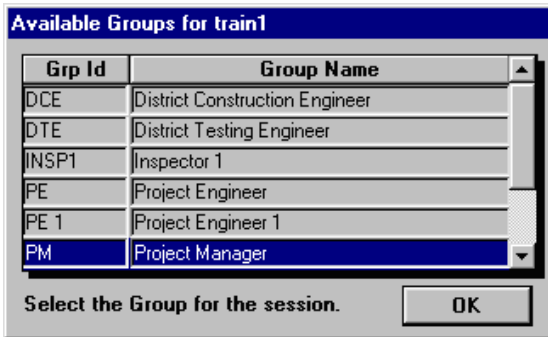 Available Groups for train1
Grp Id Group Name
DCE District Construction Engineer
DTE District Testing Engineer
INSP1 Inspector 1
PE Project Engineer
PE 1 Project Engineer 1
PM Project Manager
Select the Group for the session. OK